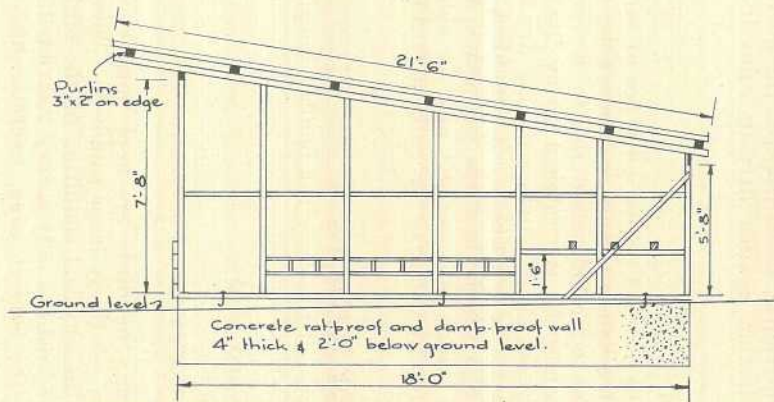 21'-6"
Purlins
3"x2" on edge
7'-8"
5'-8"
1'-6"
Ground level
Concrete rat-proof and damp-proof wall
4" thick & 2'-0" below ground level.
18'-0"